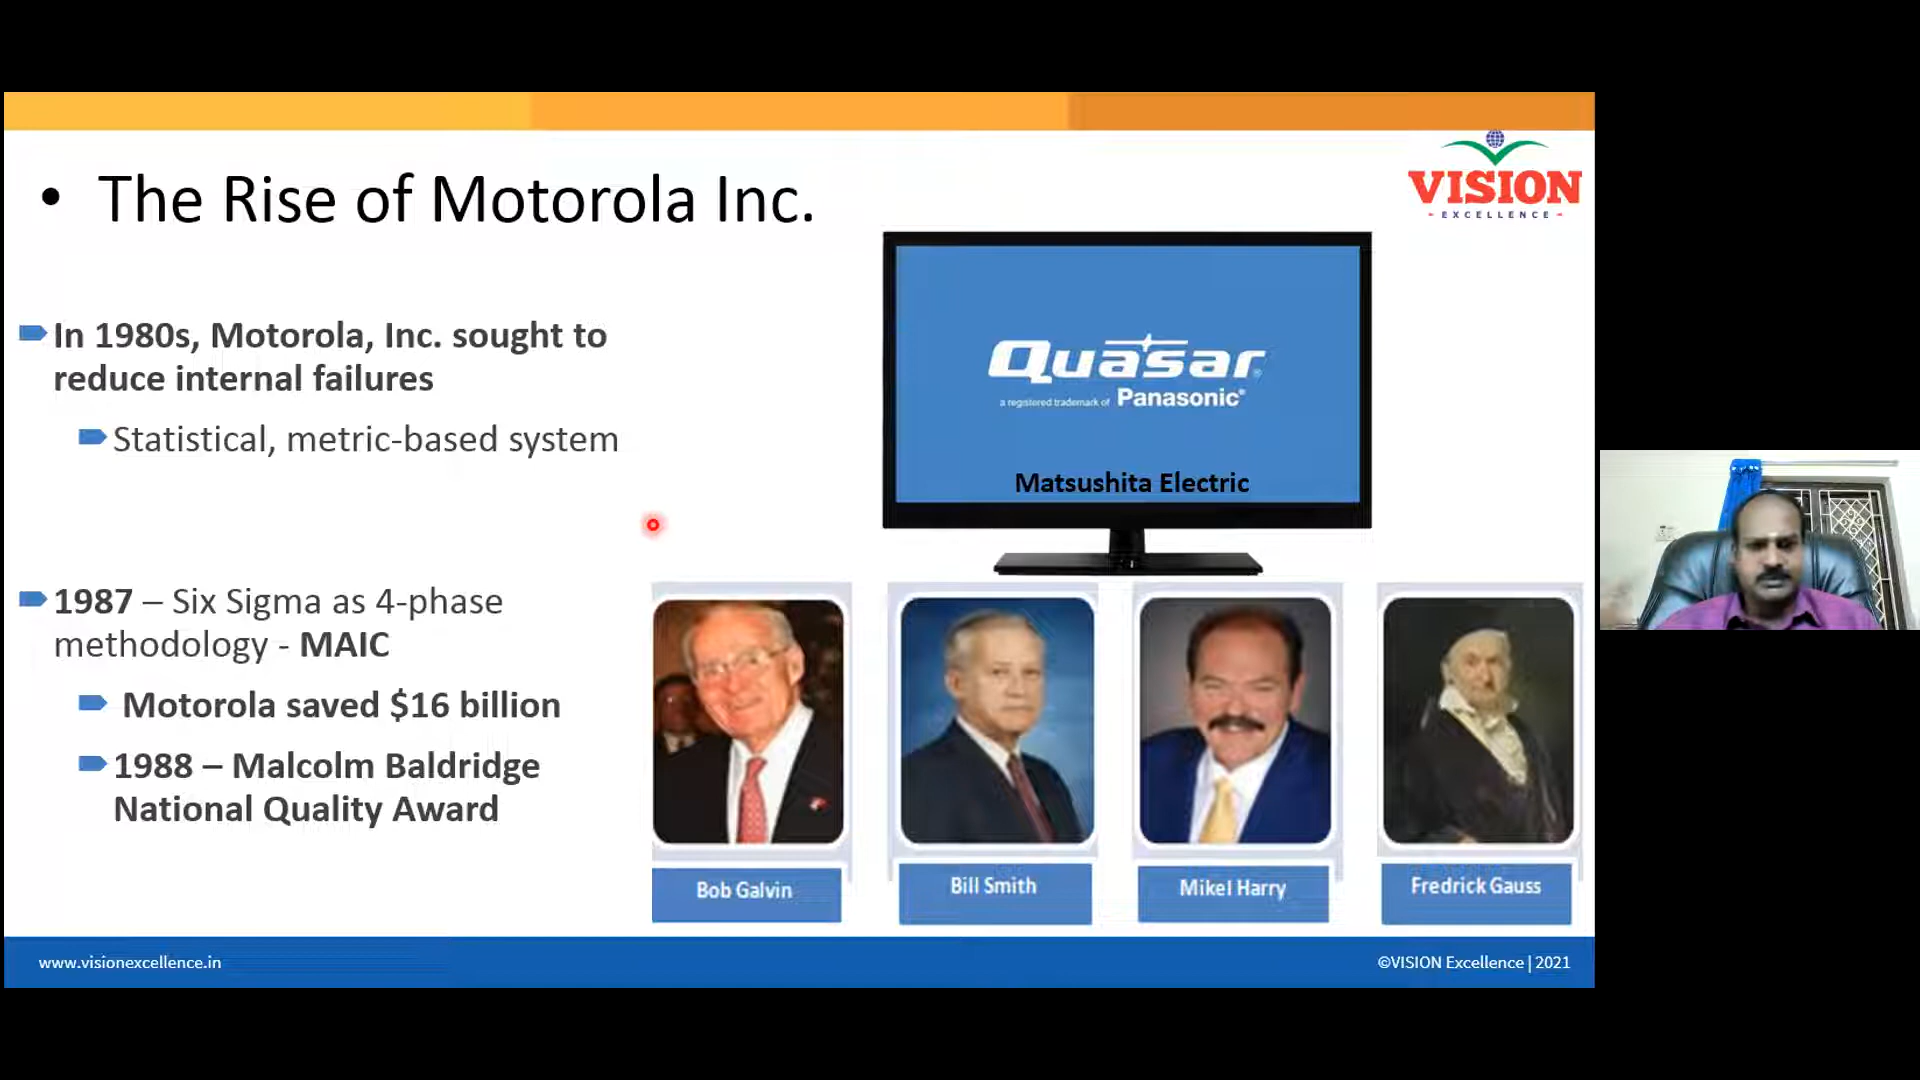 VISION
- EXCELLENCE -
• The Rise of Motorola Inc.
In 1980s, Motorola, Inc. sought to
reduce internal failures
Statistical, metric-based system
Quasar®
a registered trademark of Panasonic®
Matsushita Electric
1987 – Six Sigma as 4-phase
methodology - MAIC
Motorola saved $16 billion
1988 – Malcolm Baldridge
National Quality Award
Bob Galvin
Bill Smith
Mikel Harry
Fredrick Gauss
www.visionexcellence.in
©VISION Excellence | 2021